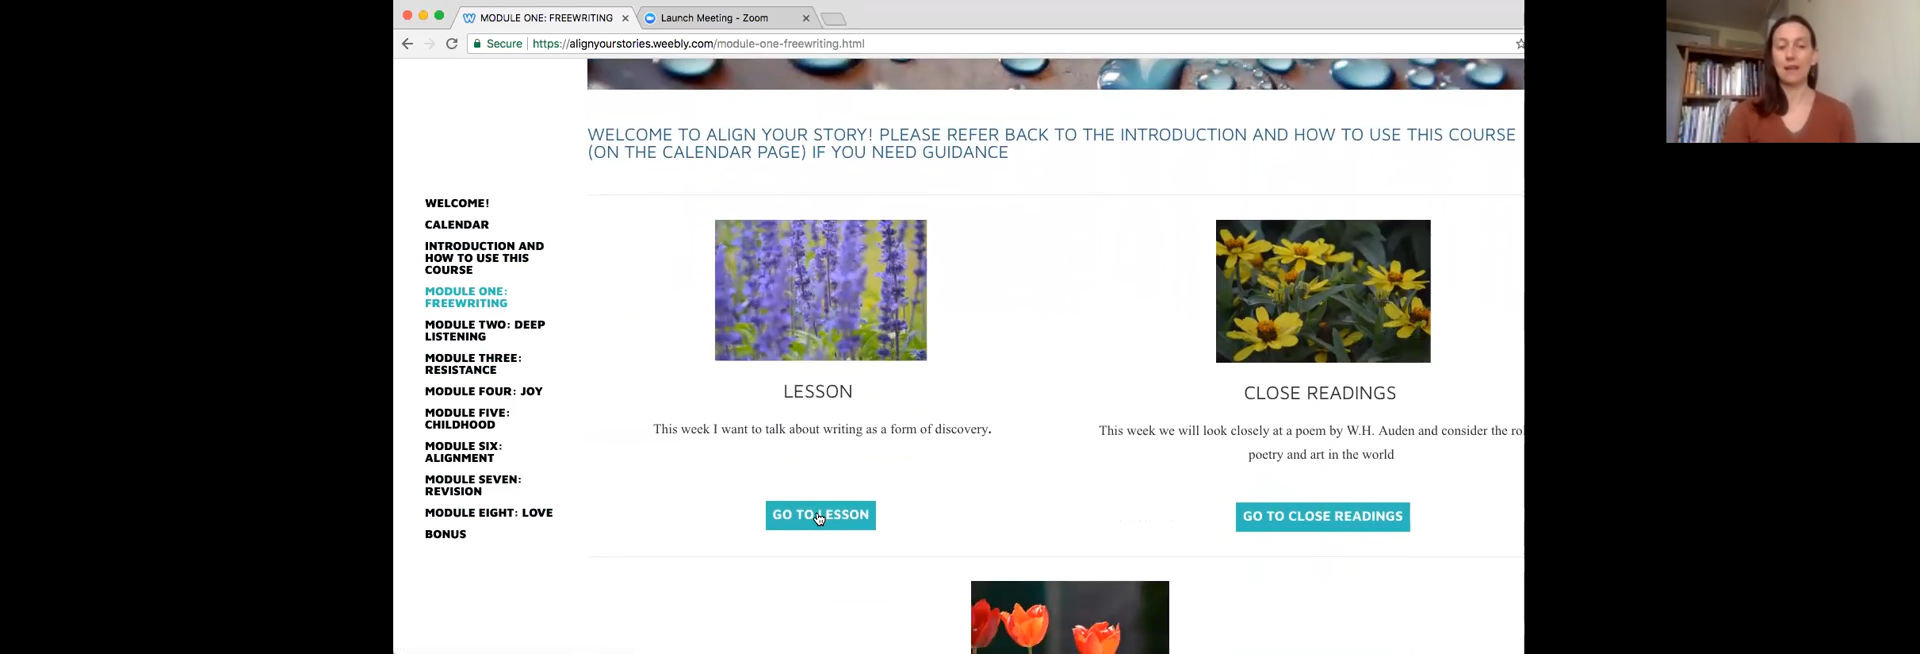 MODULE ONE: FREEWRITING
Launch Meeting - Zoom
Secure
https://alignyourstories.weebly.com/module-one-freewriting.html
WELCOME TO ALIGN YOUR STORY! PLEASE REFER BACK TO THE INTRODUCTION AND HOW TO USE THIS COURSE
(ON THE CALENDAR PAGE) IF YOU NEED GUIDANCE
WELCOME!
CALENDAR
INTRODUCTION AND
HOW TO USE THIS
COURSE
MODULE ONE:
FREEWRITING
MODULE TWO: DEEP
LISTENING
MODULE THREE:
RESISTANCE
MODULE FOUR: JOY
MODULE FIVE:
CHILDHOOD
MODULE SIX:
ALIGNMENT
MODULE SEVEN:
REVISION
MODULE EIGHT: LOVE
BONUS
LESSON
This week I want to talk about writing as a form of discovery.
GO TO LESSON
CLOSE READINGS
This week we will look closely at a poem by W.H. Auden and consider the ro
poetry and art in the world
GO TO CLOSE READINGS